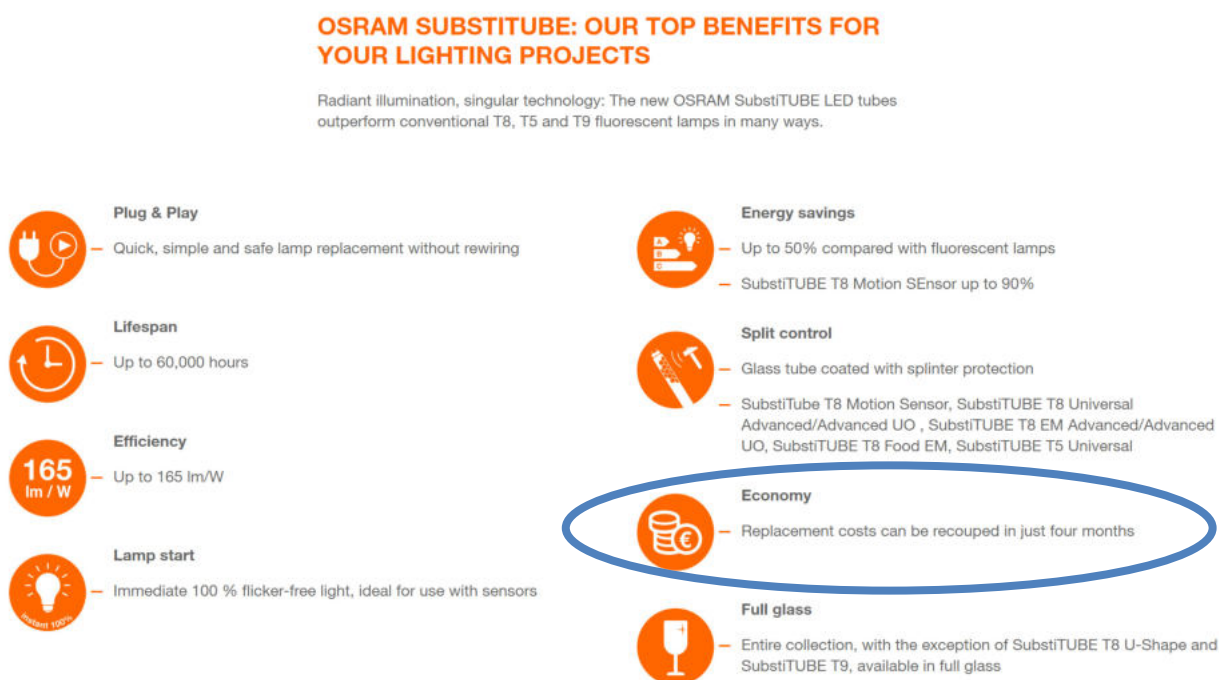 OSRAM SUBSTITUBE: OUR TOP BENEFITS FOR
YOUR LIGHTING PROJECTS
Radiant illumination, singular technology: The new OSRAM SubstiTUBE LED tubes
outperform conventional T8, T5 and T9 fluorescent lamps in many ways.
Plug & Play
– Quick, simple and safe lamp replacement without rewiring
Lifespan
– Up to 60,000 hours
165
lm / W
Efficiency
– Up to 165 lm/W
Lamp start
– Immediate 100 % flicker-free light, ideal for use with sensors
instant 100%
A
B
C
Energy savings
– Up to 50% compared with fluorescent lamps
– SubstiTUBE T8 Motion SEnsor up to 90%
Split control
– Glass tube coated with splinter protection
– SubstiTube T8 Motion Sensor, SubstiTUBE T8 Universal
Advanced/Advanced UO , SubstiTUBE T8 EM Advanced/Advanced
UO, SubstiTUBE T8 Food EM, SubstiTUBE T5 Universal
€
Economy
– Replacement costs can be recouped in just four months
Full glass
– Entire collection, with the exception of SubstiTUBE T8 U-Shape and
SubstiTUBE T9, available in full glass